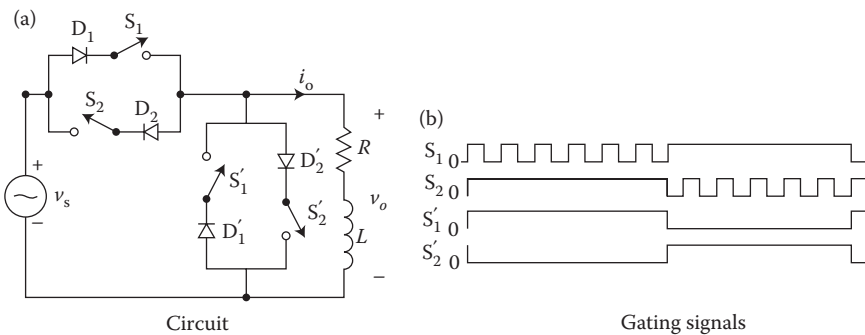 (a)
D₁ S₁
S₂ D₂
iₒ
+
R
D′₂
S′₁
vₒ
+
vₛ
−
S′₂
D′₁
L
−
Circuit
(b)
S₁ 0
S₂ 0
S′₁ 0
S′₂ 0
Gating signals